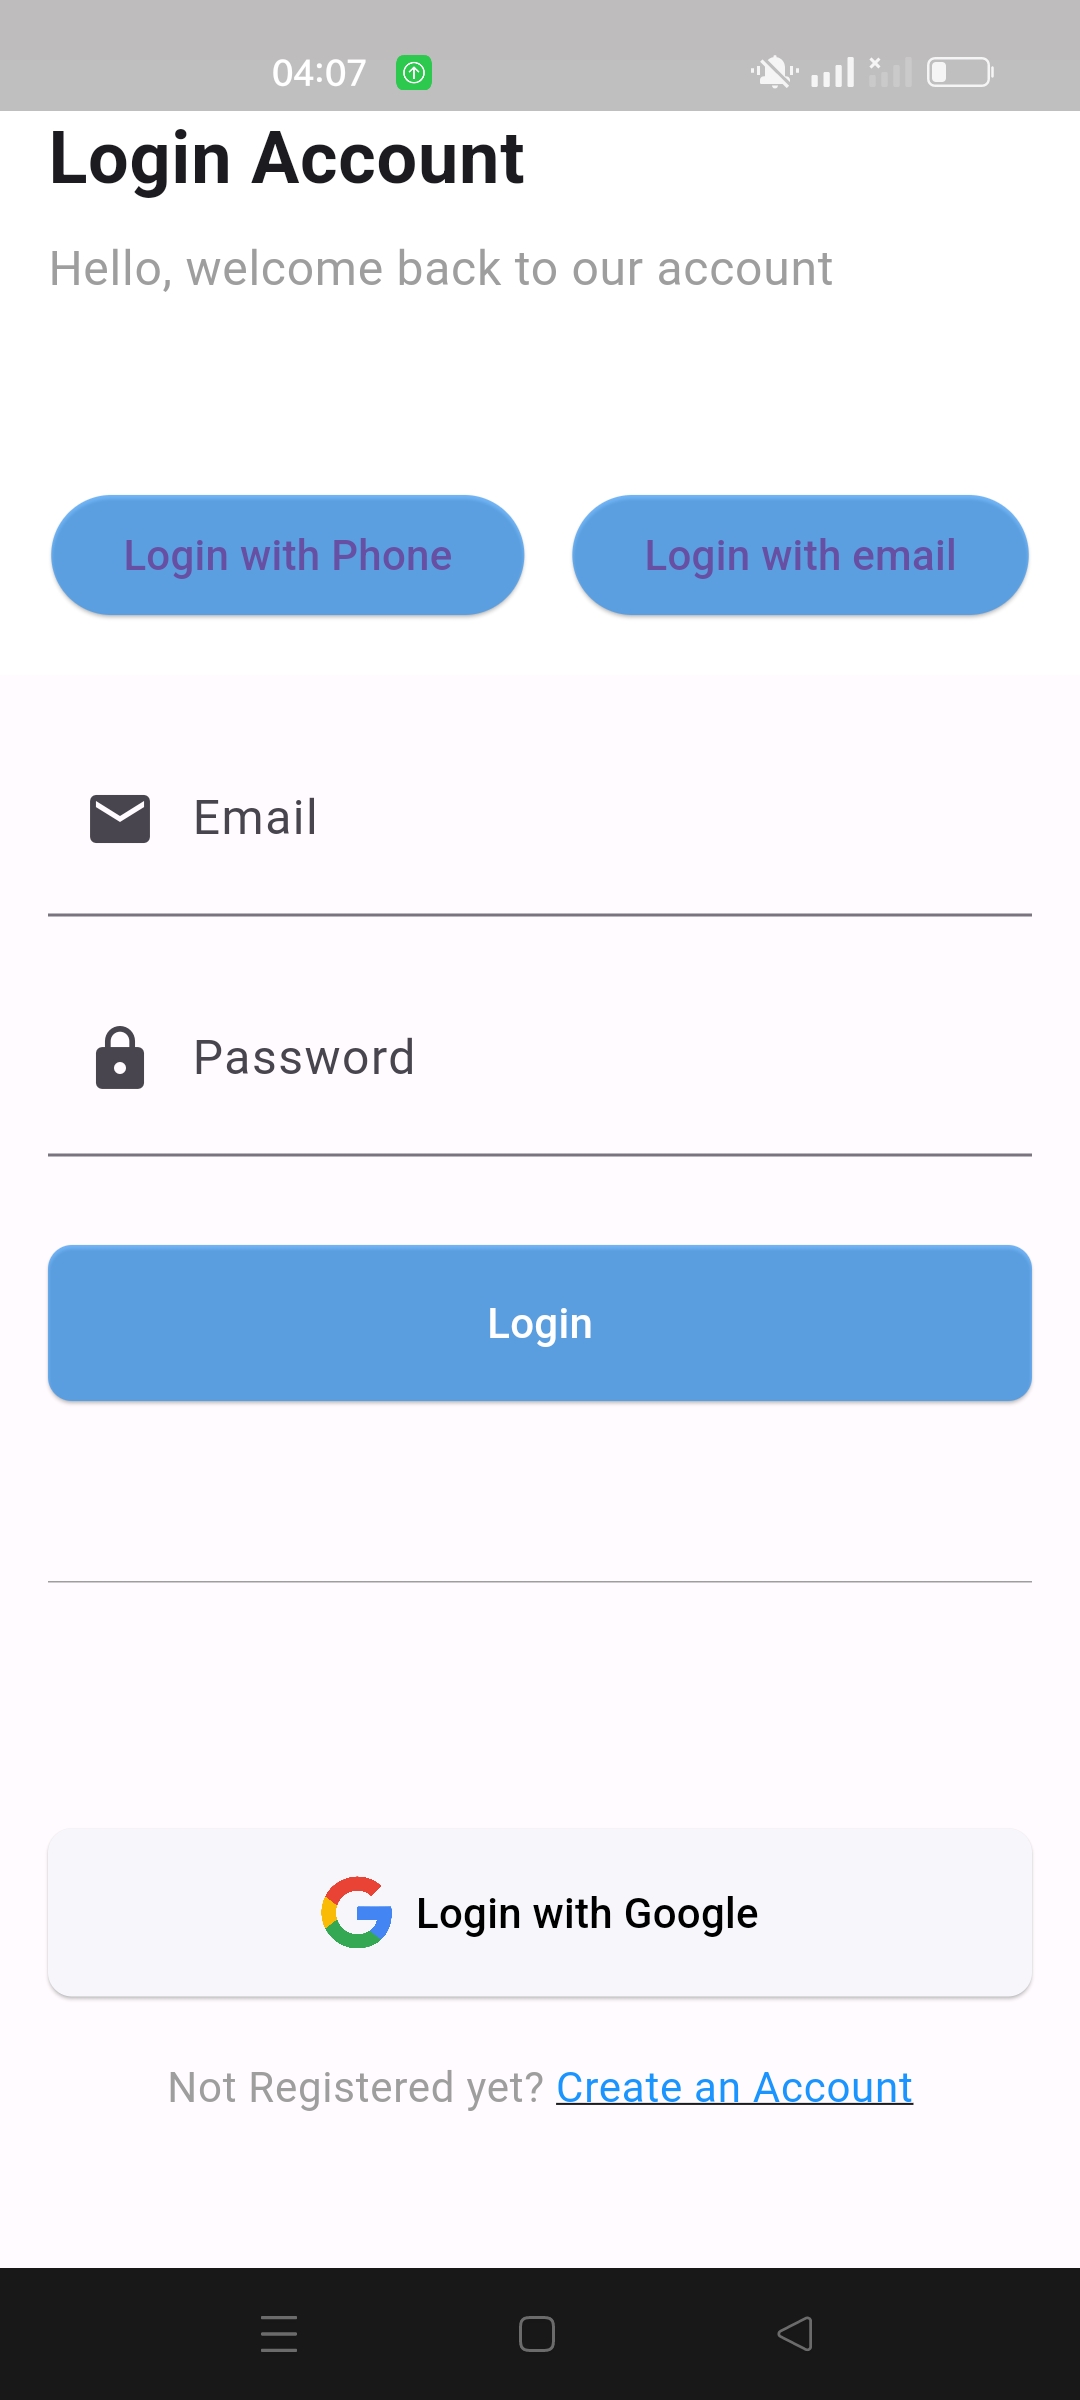 04:07
Login Account
Hello, welcome back to our account
Login with Phone
Login with email
Email
Password
Login
Login with Google
Not Registered yet? Create an Account